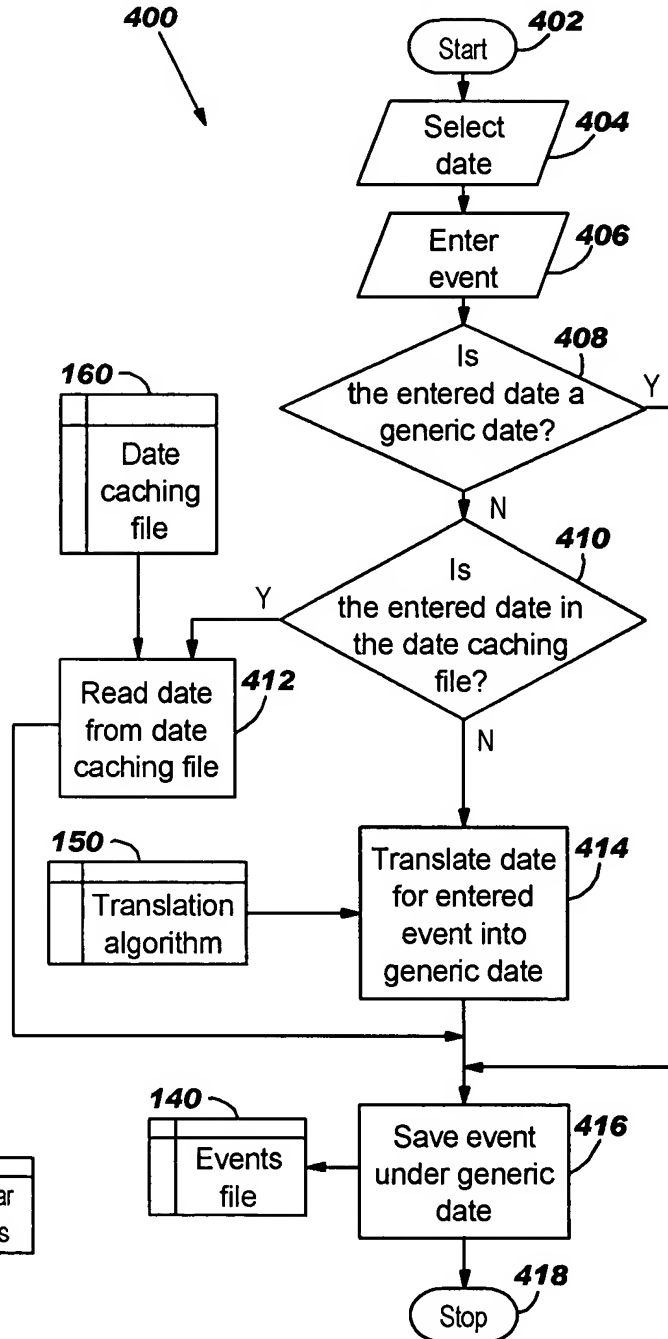 400
402
Start
Select
date
404
Enter
event
406
408
Is
the entered date a
generic date?
Y
N
160
Date
caching
file
410
Is
the entered date in
the date caching
file?
Y
N
Read date
from date
caching file
412
150
Translation
algorithm
Translate date
for entered
event into
generic date
414
140
Events
file
Save event
under generic
date
416
418
Stop